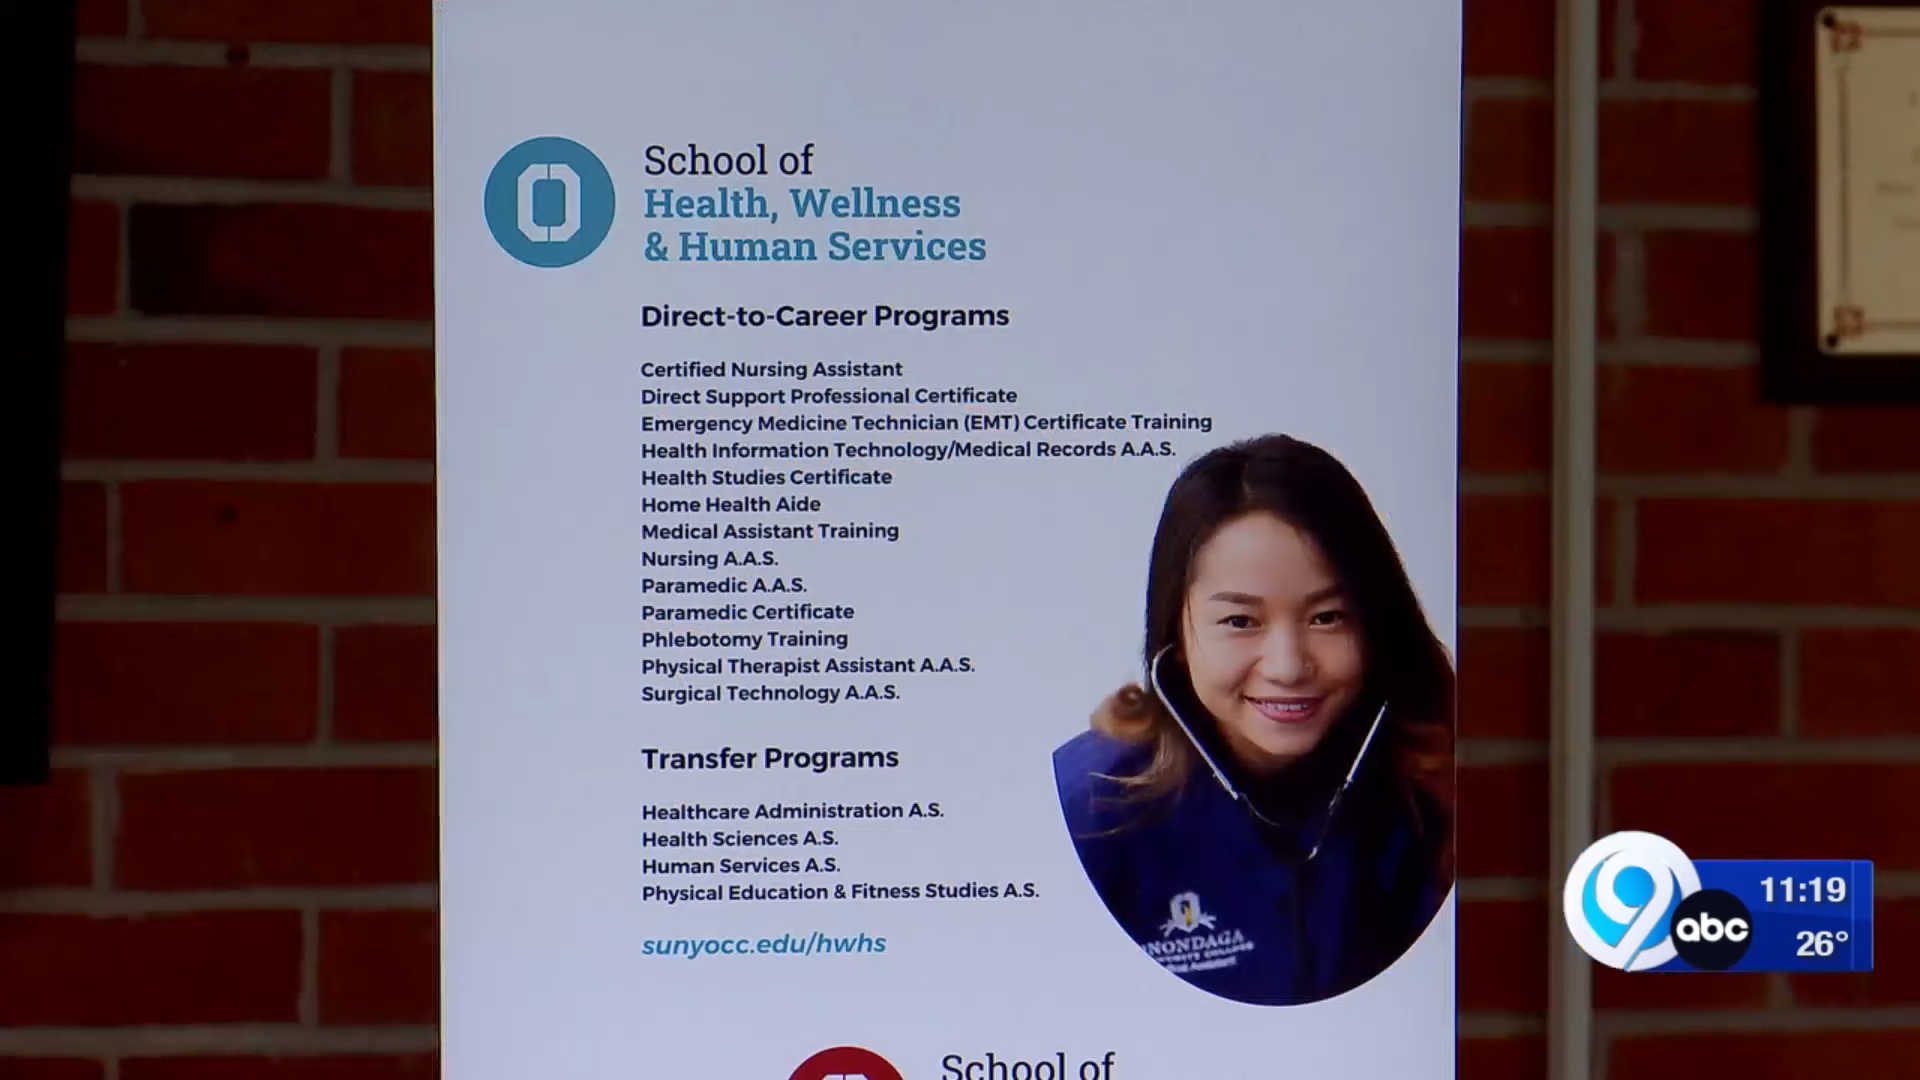 School of
Health, Wellness
& Human Services
Direct-to-Career Programs
Certified Nursing Assistant
Direct Support Professional Certificate
Emergency Medicine Technician (EMT) Certificate Training
Health Information Technology/Medical Records A.A.S.
Health Studies Certificate
Home Health Aide
Medical Assistant Training
Nursing A.A.S.
Paramedic A.A.S.
Paramedic Certificate
Phlebotomy Training
Physical Therapist Assistant A.A.S.
Surgical Technology A.A.S.
Transfer Programs
Healthcare Administration A.S.
Health Sciences A.S.
Human Services A.S.
Physical Education & Fitness Studies A.S.
sunyocc.edu/hwhs
NONDAGA
School of
9
abc
11:19
26°